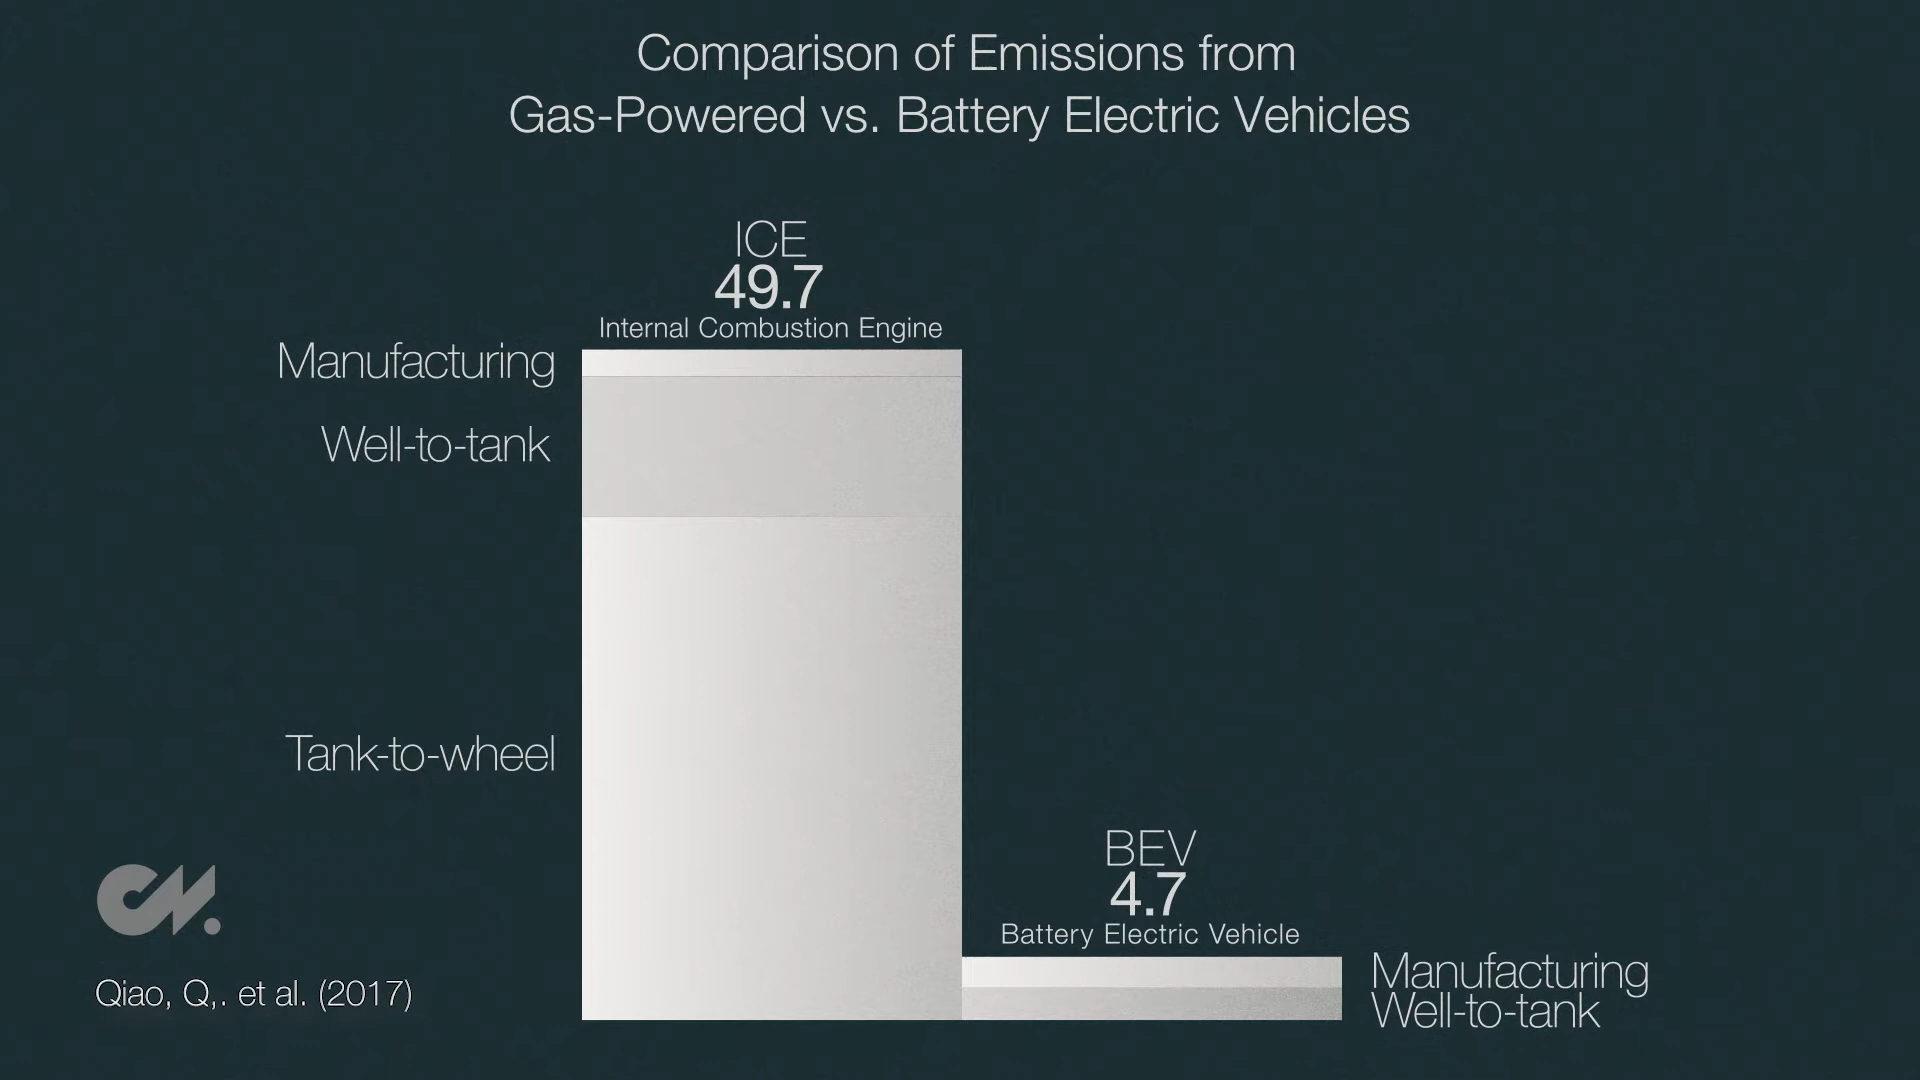 Comparison of Emissions from
Gas-Powered vs. Battery Electric Vehicles
ICE
49.7
Internal Combustion Engine
Manufacturing
Well-to-tank
Tank-to-wheel
BEV
4.7
Battery Electric Vehicle
Manufacturing
Well-to-tank
CM.
Qiao, Q,. et al. (2017)